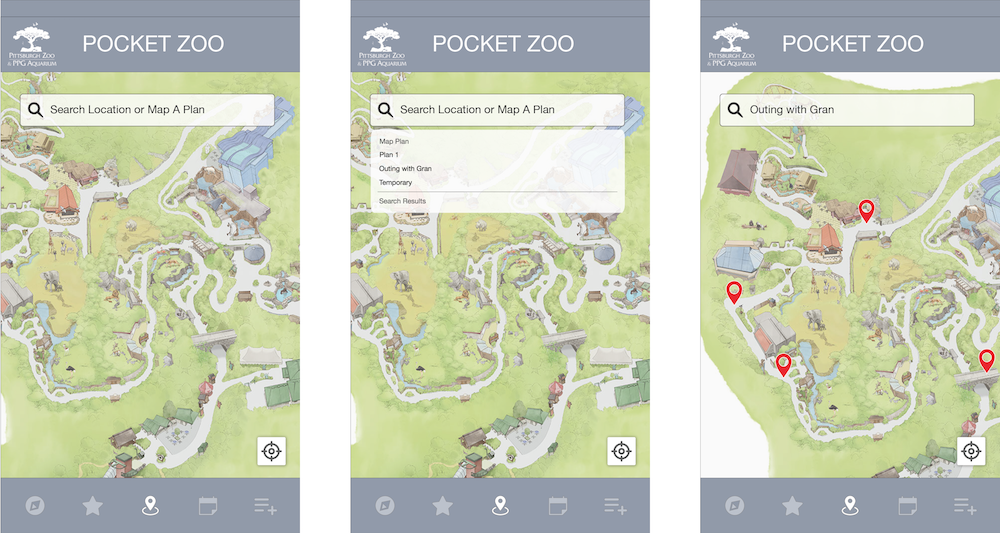 POCKET ZOO
PITTSBURGH ZOO
& PPG AQUARIUM
Search Location or Map A Plan
POCKET ZOO
PITTSBURGH ZOO
& PPG AQUARIUM
Search Location or Map A Plan
Map Plan
Plan 1
Outing with Gran
Temporary
Search Results
POCKET ZOO
PITTSBURGH ZOO
& PPG AQUARIUM
Outing with Gran